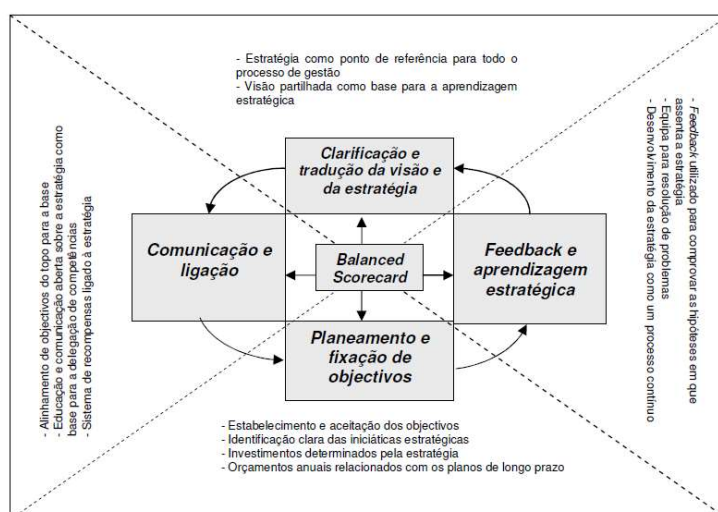 - Estratégia como ponto de referência para todo o
processo de gestão
- Visão partilhada como base para a aprendizagem
estratégica
- Alinhamento de objectivos do topo para a base
- Educação e comunicação aberta sobre a estratégia como
base para a delegação de competências
- Sistema de recompensas ligado à estratégia
Clarificação e
tradução da visão e
da estratégia
Comunicação e
ligação
Balanced
Scorecard
Feedback e
aprendizagem
estratégica
Planeamento e
fixação de
objectivos
- Feedback utilizado para comprovar as hipóteses em que
assenta a estratégia
- Equipa para resolução de problemas
- Desenvolvimento da estratégia como um processo contínuo
- Estabelecimento e aceitação dos objectivos
- Identificação clara das iniciáticas estratégicas
- Investimentos determinados pela estratégia
- Orçamentos anuais relacionados com os planos de longo prazo